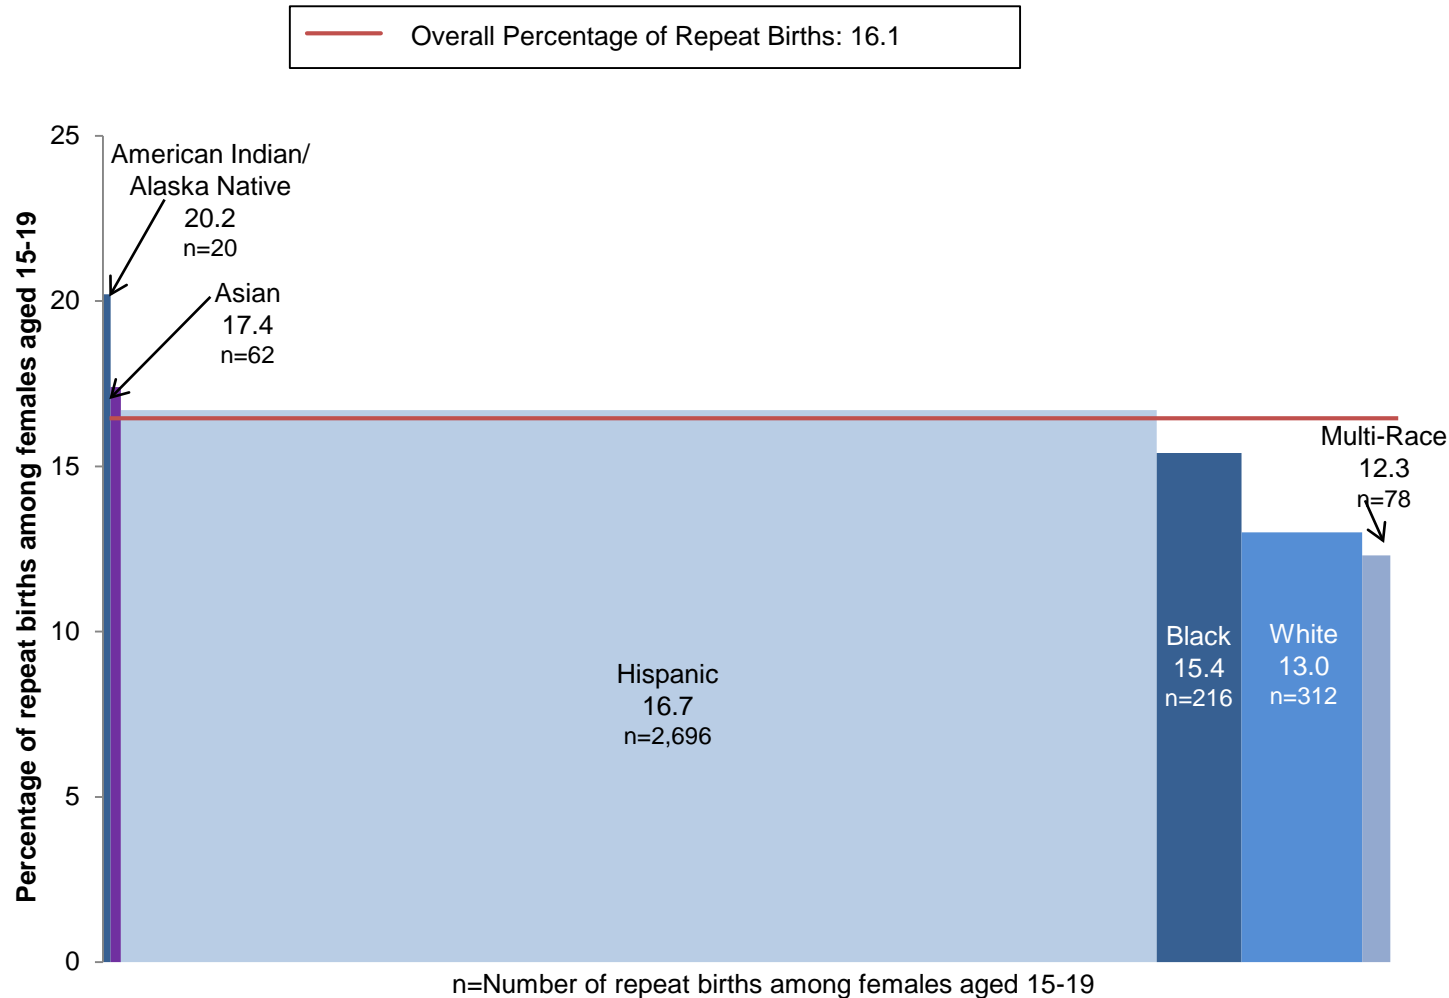 Overall Percentage of Repeat Births: 16.1
Percentage of repeat births among females aged 15-19
25
20
15
10
5
0
American Indian/
Alaska Native
20.2
n=20
Asian
17.4
n=62
Hispanic
16.7
n=2,696
Black
15.4
n=216
White
13.0
n=312
Multi-Race
12.3
n=78
n=Number of repeat births among females aged 15-19